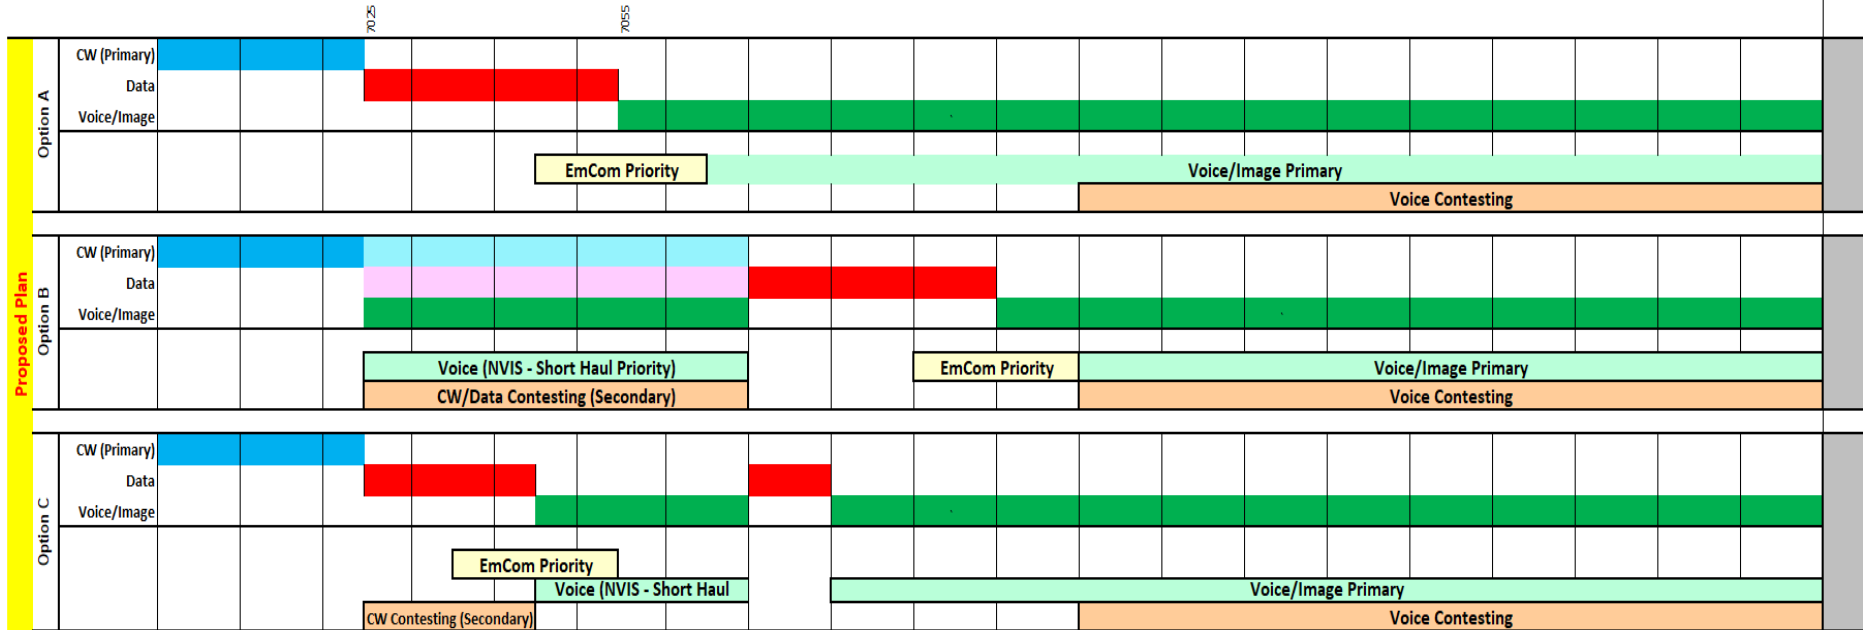 7025
7055
Proposed Plan
Option A
CW (Primary)
Data
Voice/Image
EmCom Priority
Voice/Image Primary
Voice Contesting
Option B
CW (Primary)
Data
Voice/Image
Voice (NVIS - Short Haul Priority)
EmCom Priority
Voice/Image Primary
CW/Data Contesting (Secondary)
Voice Contesting
Option C
CW (Primary)
Data
Voice/Image
EmCom Priority
Voice (NVIS - Short Haul
Voice/Image Primary
CW Contesting (Secondary)
Voice Contesting